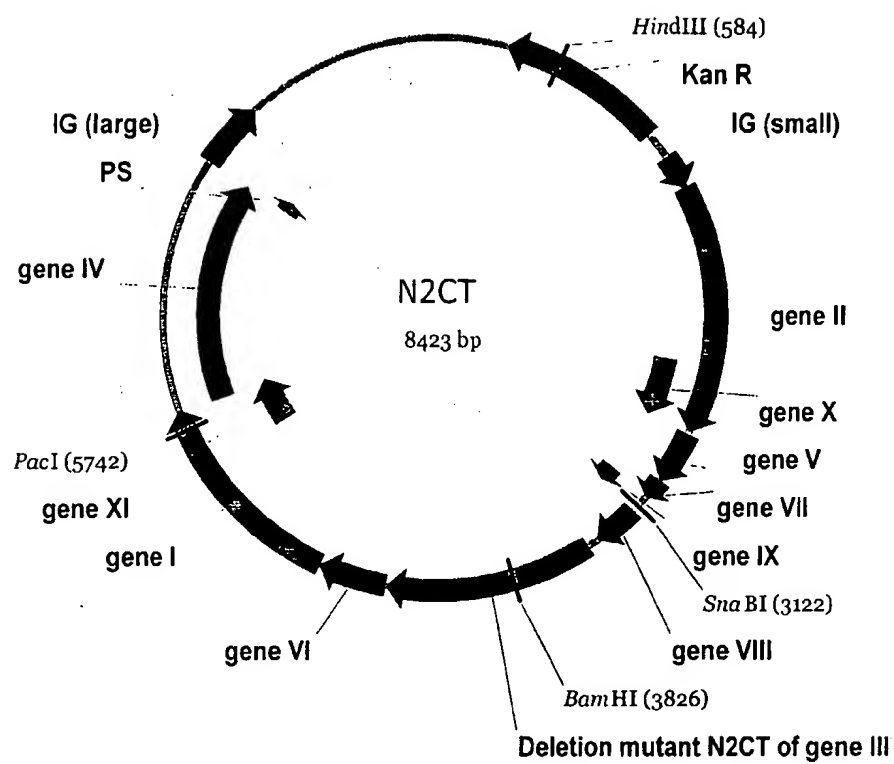 HindIII (584)
Kan R
IG (small)
IG (large)
PS
gene IV
N2CT
8423 bp
gene II
gene X
PacI (5742)
gene V
gene XI
gene VII
gene I
gene IX
SnaBI (3122)
gene VI
gene VIII
BamHI (3826)
Deletion mutant N2CT of gene III